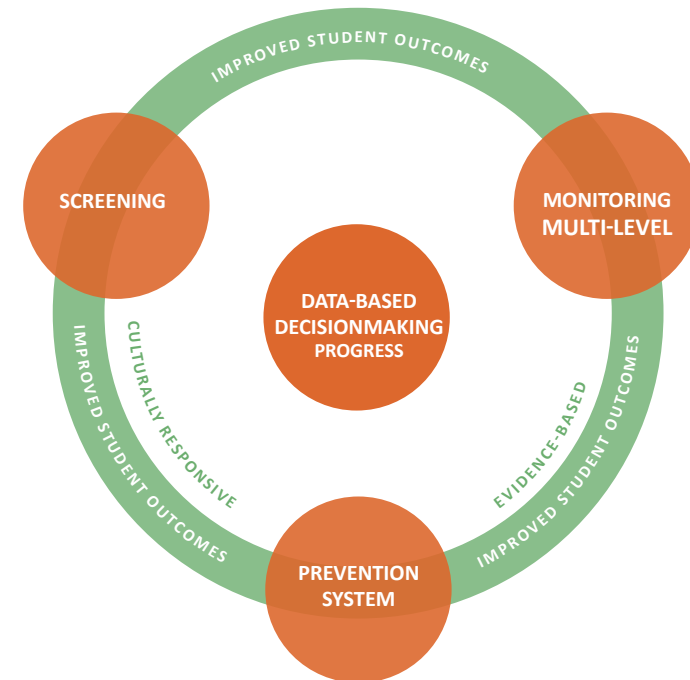 IMPROVED STUDENT OUTCOMES
SCREENING
MONITORING
MULTI-LEVEL
DATA-BASED
DECISIONMAKING
PROGRESS
IMPROVED STUDENT OUTCOMES
CULTURALLY RESPONSIVE
EVIDENCE-BASED
IMPROVED STUDENT OUTCOMES
PREVENTION
SYSTEM